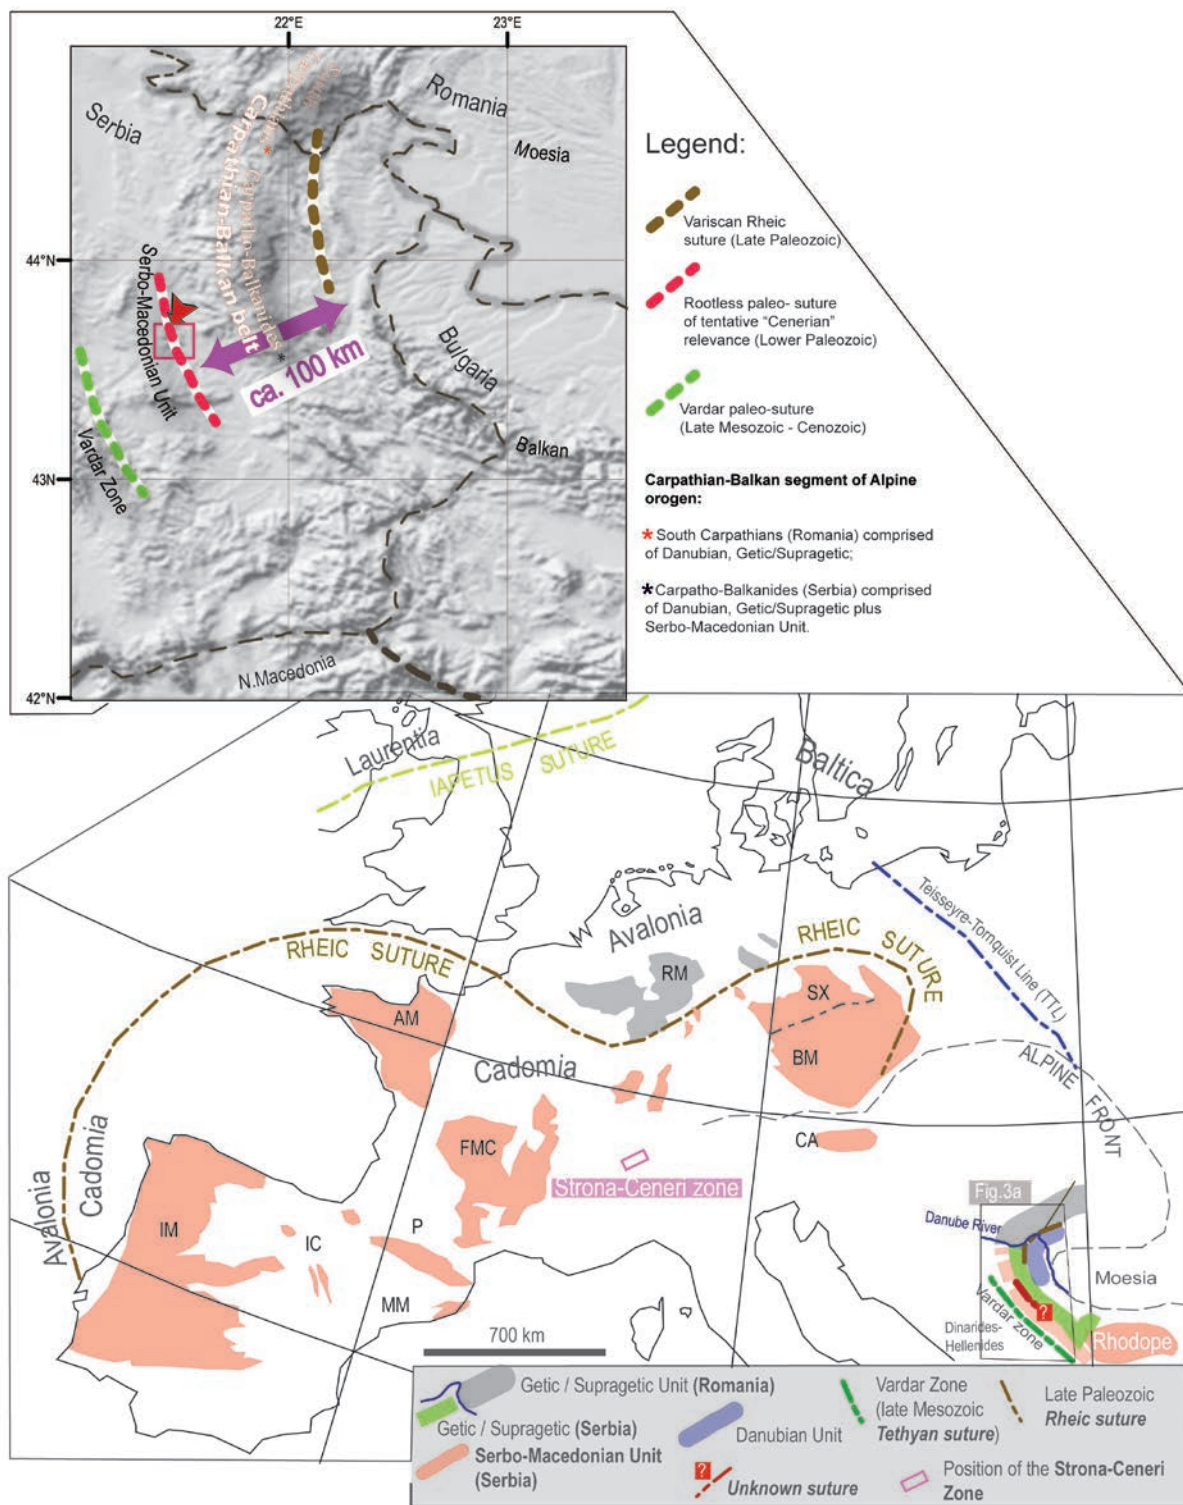 22°E
23°E
Serbia
Romania
Moesia
South Carpathians
Carpathian-Balkan belt
*
Carpatho-Balkanides
*
44°N
Serbo-Macedonian Unit
ca. 100 km
Bulgaria
Balkan
Vardar Zone
43°N
N.Macedonia
42°N
Legend:
Variscan Rheic
suture (Late Paleozoic)
Rootless paleo- suture
of tentative “Cenerian”
relevance (Lower Paleozoic)
Vardar paleo-suture
(Late Mesozoic - Cenozoic)
Carpathian-Balkan segment of Alpine
orogen:
* South Carpathians (Romania) comprised
of Danubian, Getic/Supragetic;
* Carpatho-Balkanides (Serbia) comprised
of Danubian, Getic/Supragetic plus
Serbo-Macedonian Unit.
Laurentia
IAPETUS SUTURE
Baltica
Teisseyre-Tornquist Line (TTL)
Avalonia
RHEIC SUTURE
RHEIC SUTURE
RM
SX
AM
BM
Cadomia
ALPINE FRONT
Avalonia
Cadomia
FMC
CA
Strona-Ceneri zone
Fig.3a
Danube River
IM
IC
P
MM
Moesia
?
Vardar zone
Dinarides-
Hellenides
Rhodope
700 km
Getic / Supragetic Unit (Romania)
Getic / Supragetic (Serbia)
Serbo-Macedonian Unit
(Serbia)
Danubian Unit
?
Unknown suture
Vardar Zone
(late Mesozoic
Tethyan suture)
Late Paleozoic
Rheic suture
Position of the Strona-Ceneri
Zone